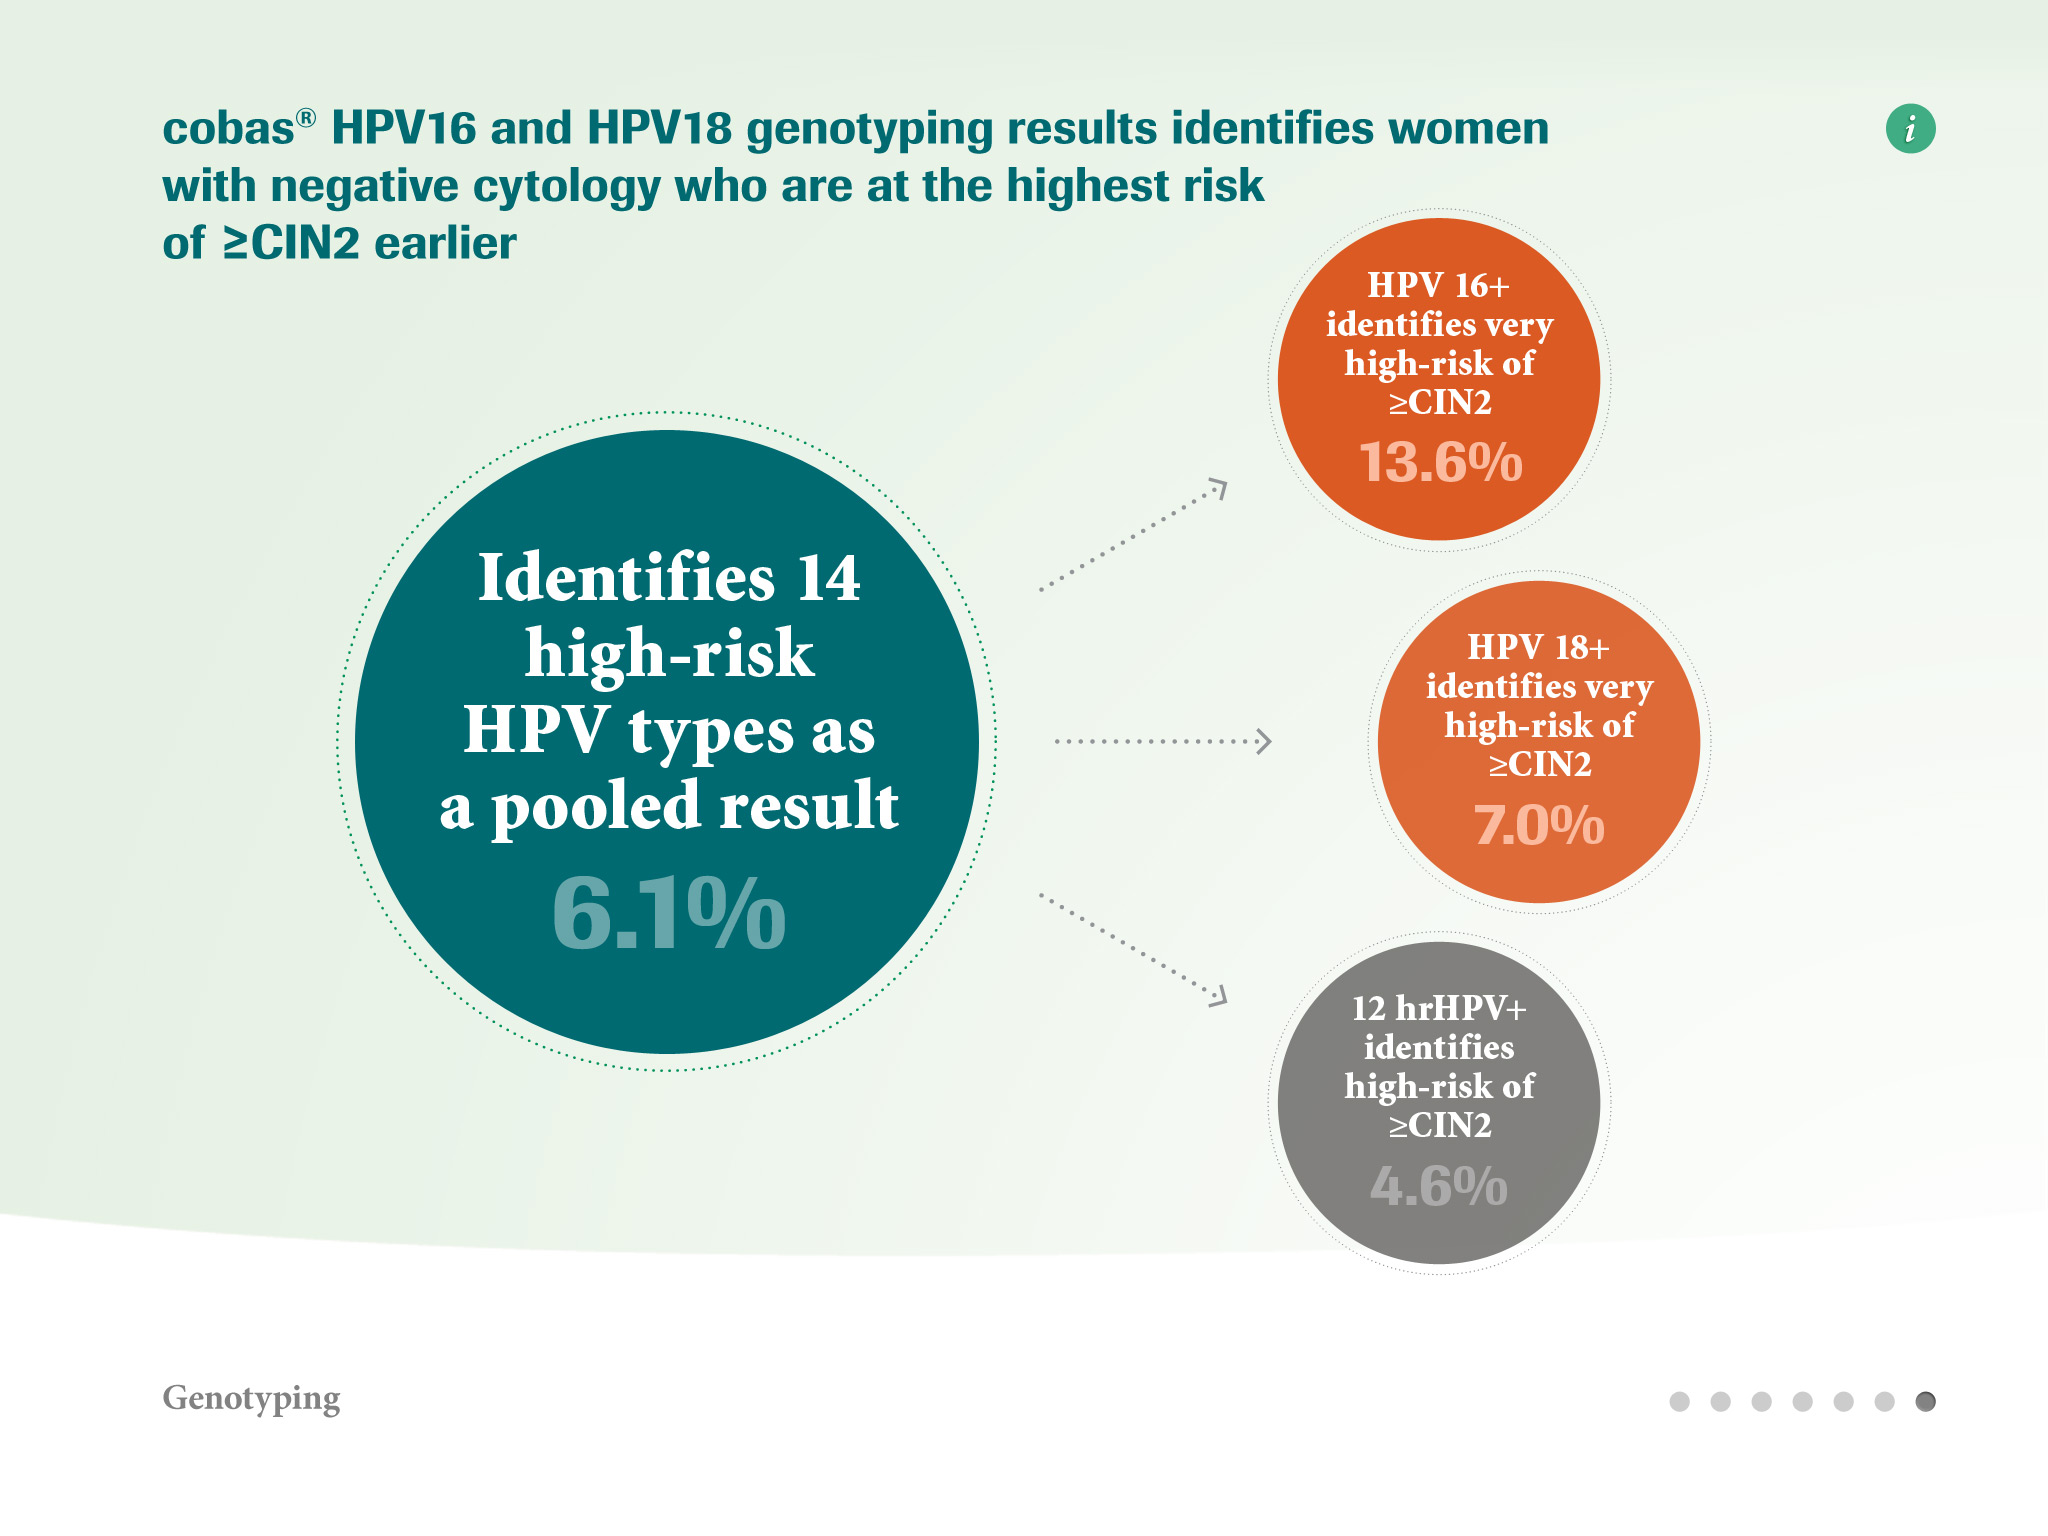 cobas® HPV16 and HPV18 genotyping results identifies women
with negative cytology who are at the highest risk
of ≥CIN2 earlier
i
Identifies 14
high-risk
HPV types as
a pooled result
6.1%
HPV 16+
identifies very
high-risk of
≥CIN2
13.6%
HPV 18+
identifies very
high-risk of
≥CIN2
7.0%
12 hrHPV+
identifies
high-risk of
≥CIN2
4.6%
Genotyping